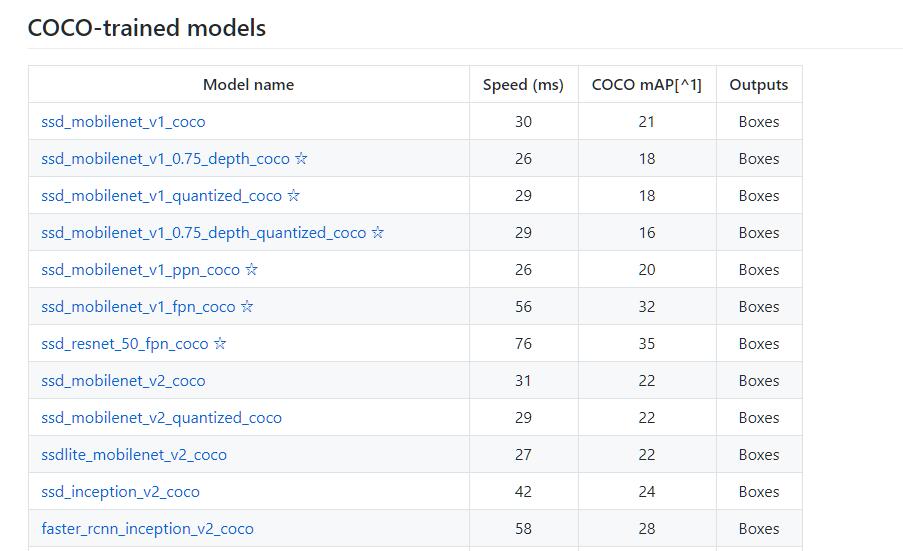 COCO-trained models
Model name Speed (ms) COCO mAP[^1] Outputs
ssd_mobilenet_v1_coco 30 21 Boxes
ssd_mobilenet_v1_0.75_depth_coco ☆ 26 18 Boxes
ssd_mobilenet_v1_quantized_coco ☆ 29 18 Boxes
ssd_mobilenet_v1_0.75_depth_quantized_coco ☆ 29 16 Boxes
ssd_mobilenet_v1_ppn_coco ☆ 26 20 Boxes
ssd_mobilenet_v1_fpn_coco ☆ 56 32 Boxes
ssd_resnet_50_fpn_coco ☆ 76 35 Boxes
ssd_mobilenet_v2_coco 31 22 Boxes
ssd_mobilenet_v2_quantized_coco 29 22 Boxes
ssdlite_mobilenet_v2_coco 27 22 Boxes
ssd_inception_v2_coco 42 24 Boxes
faster_rcnn_inception_v2_coco 58 28 Boxes